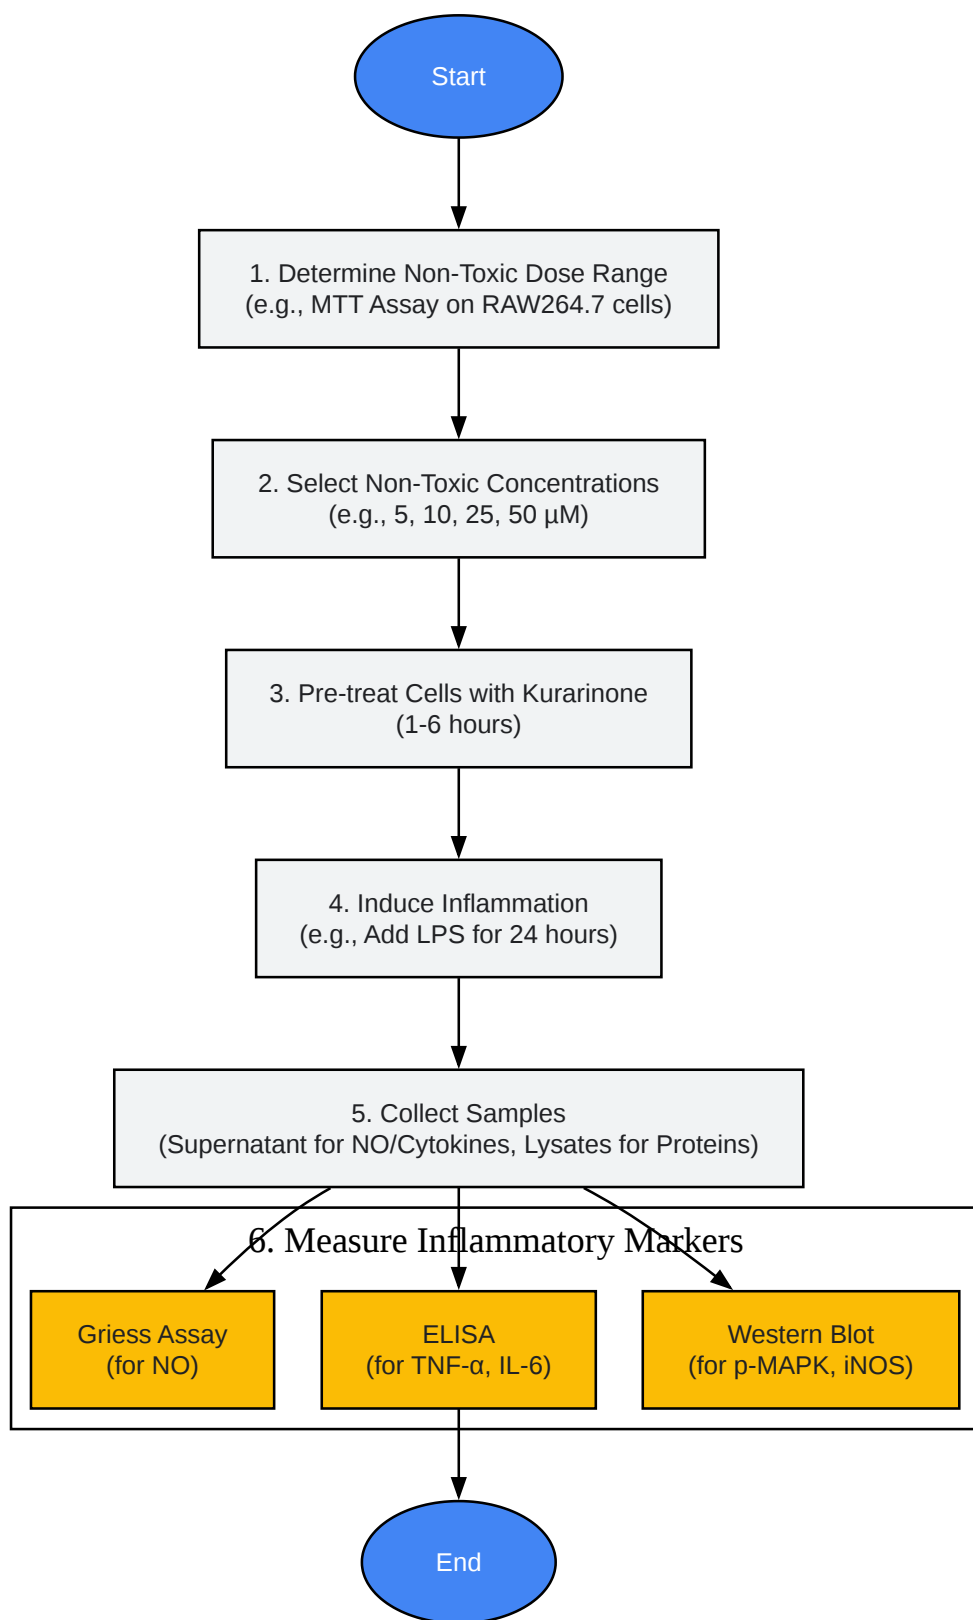 Start
1. Determine Non-Toxic Dose Range
(e.g., MTT Assay on RAW264.7 cells)
2. Select Non-Toxic Concentrations
(e.g., 5, 10, 25, 50 µM)
3. Pre-treat Cells with Kurarinone
(1-6 hours)
4. Induce Inflammation
(e.g., Add LPS for 24 hours)
5. Collect Samples
(Supernatant for NO/Cytokines, Lysates for Proteins)
6. Measure Inflammatory Markers
Griess Assay
(for NO)
ELISA
(for TNF-α, IL-6)
Western Blot
(for p-MAPK, iNOS)
End